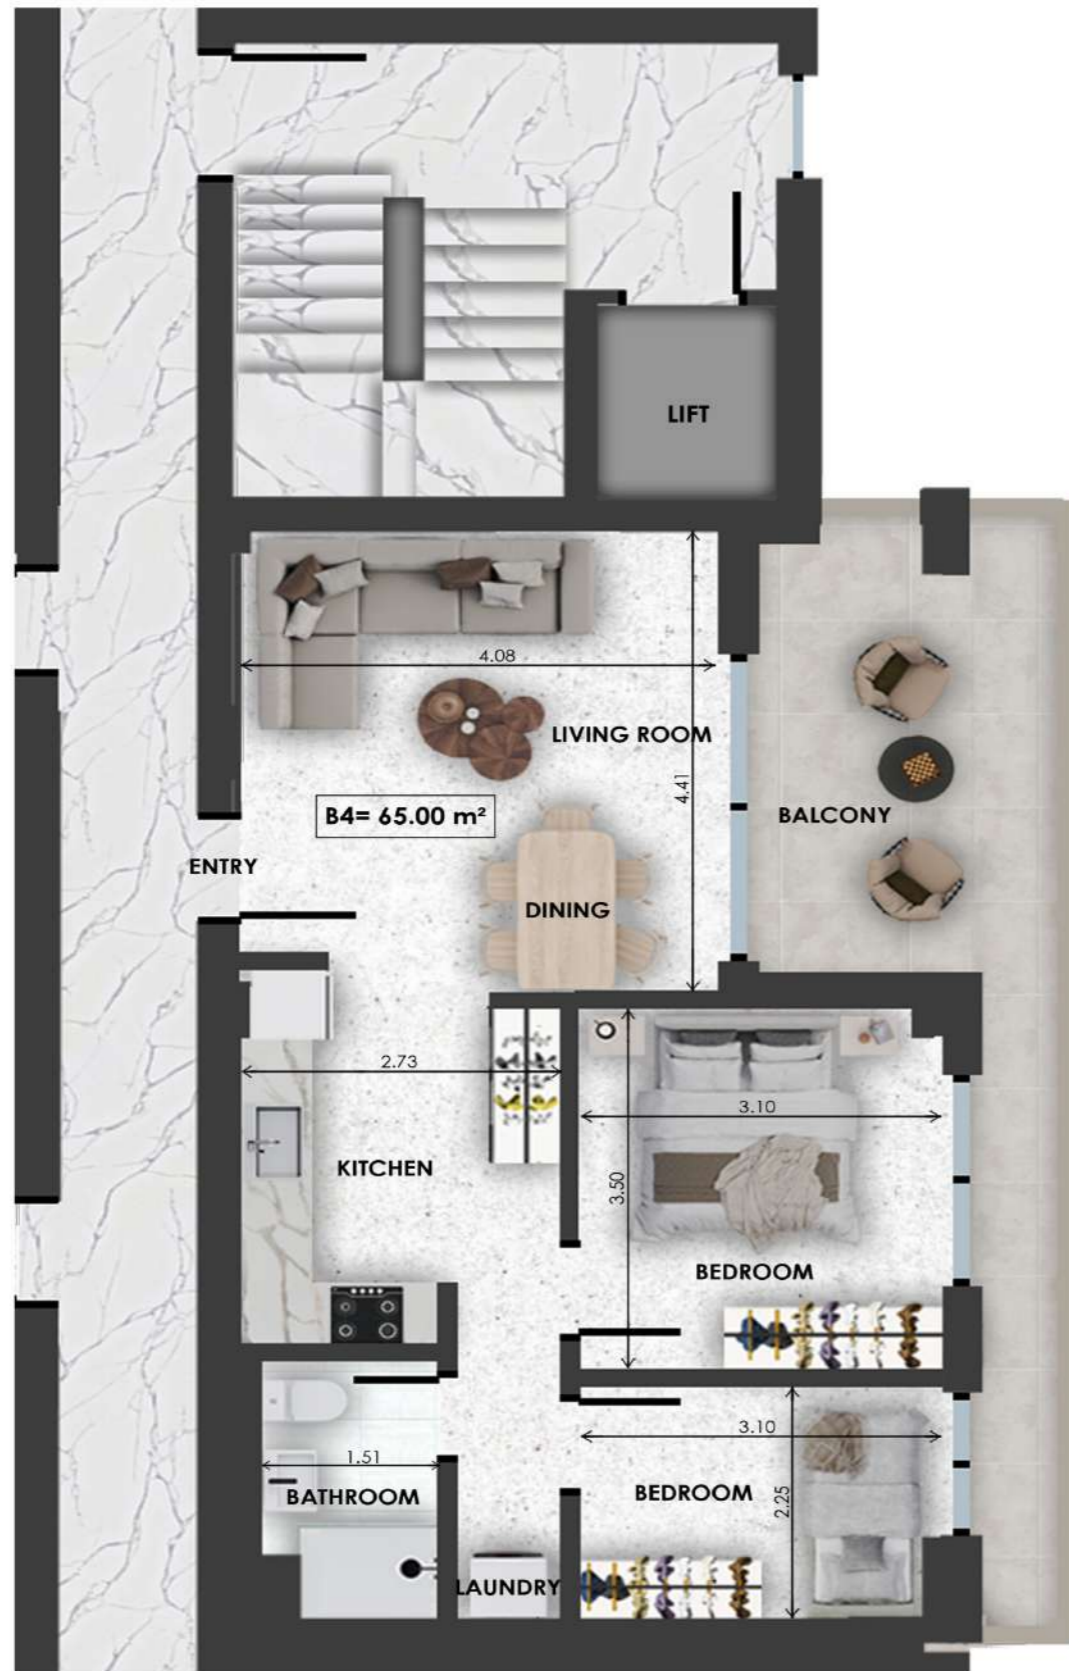 LIFT
4.08
LIVING ROOM
4.41
B4= 65.00 m²
BALCONY
ENTRY
DINING
2.73
3.10
KITCHEN
3.50
BEDROOM
3.10
1.51
BATHROOM
BEDROOM
2.25
LAUNDRY